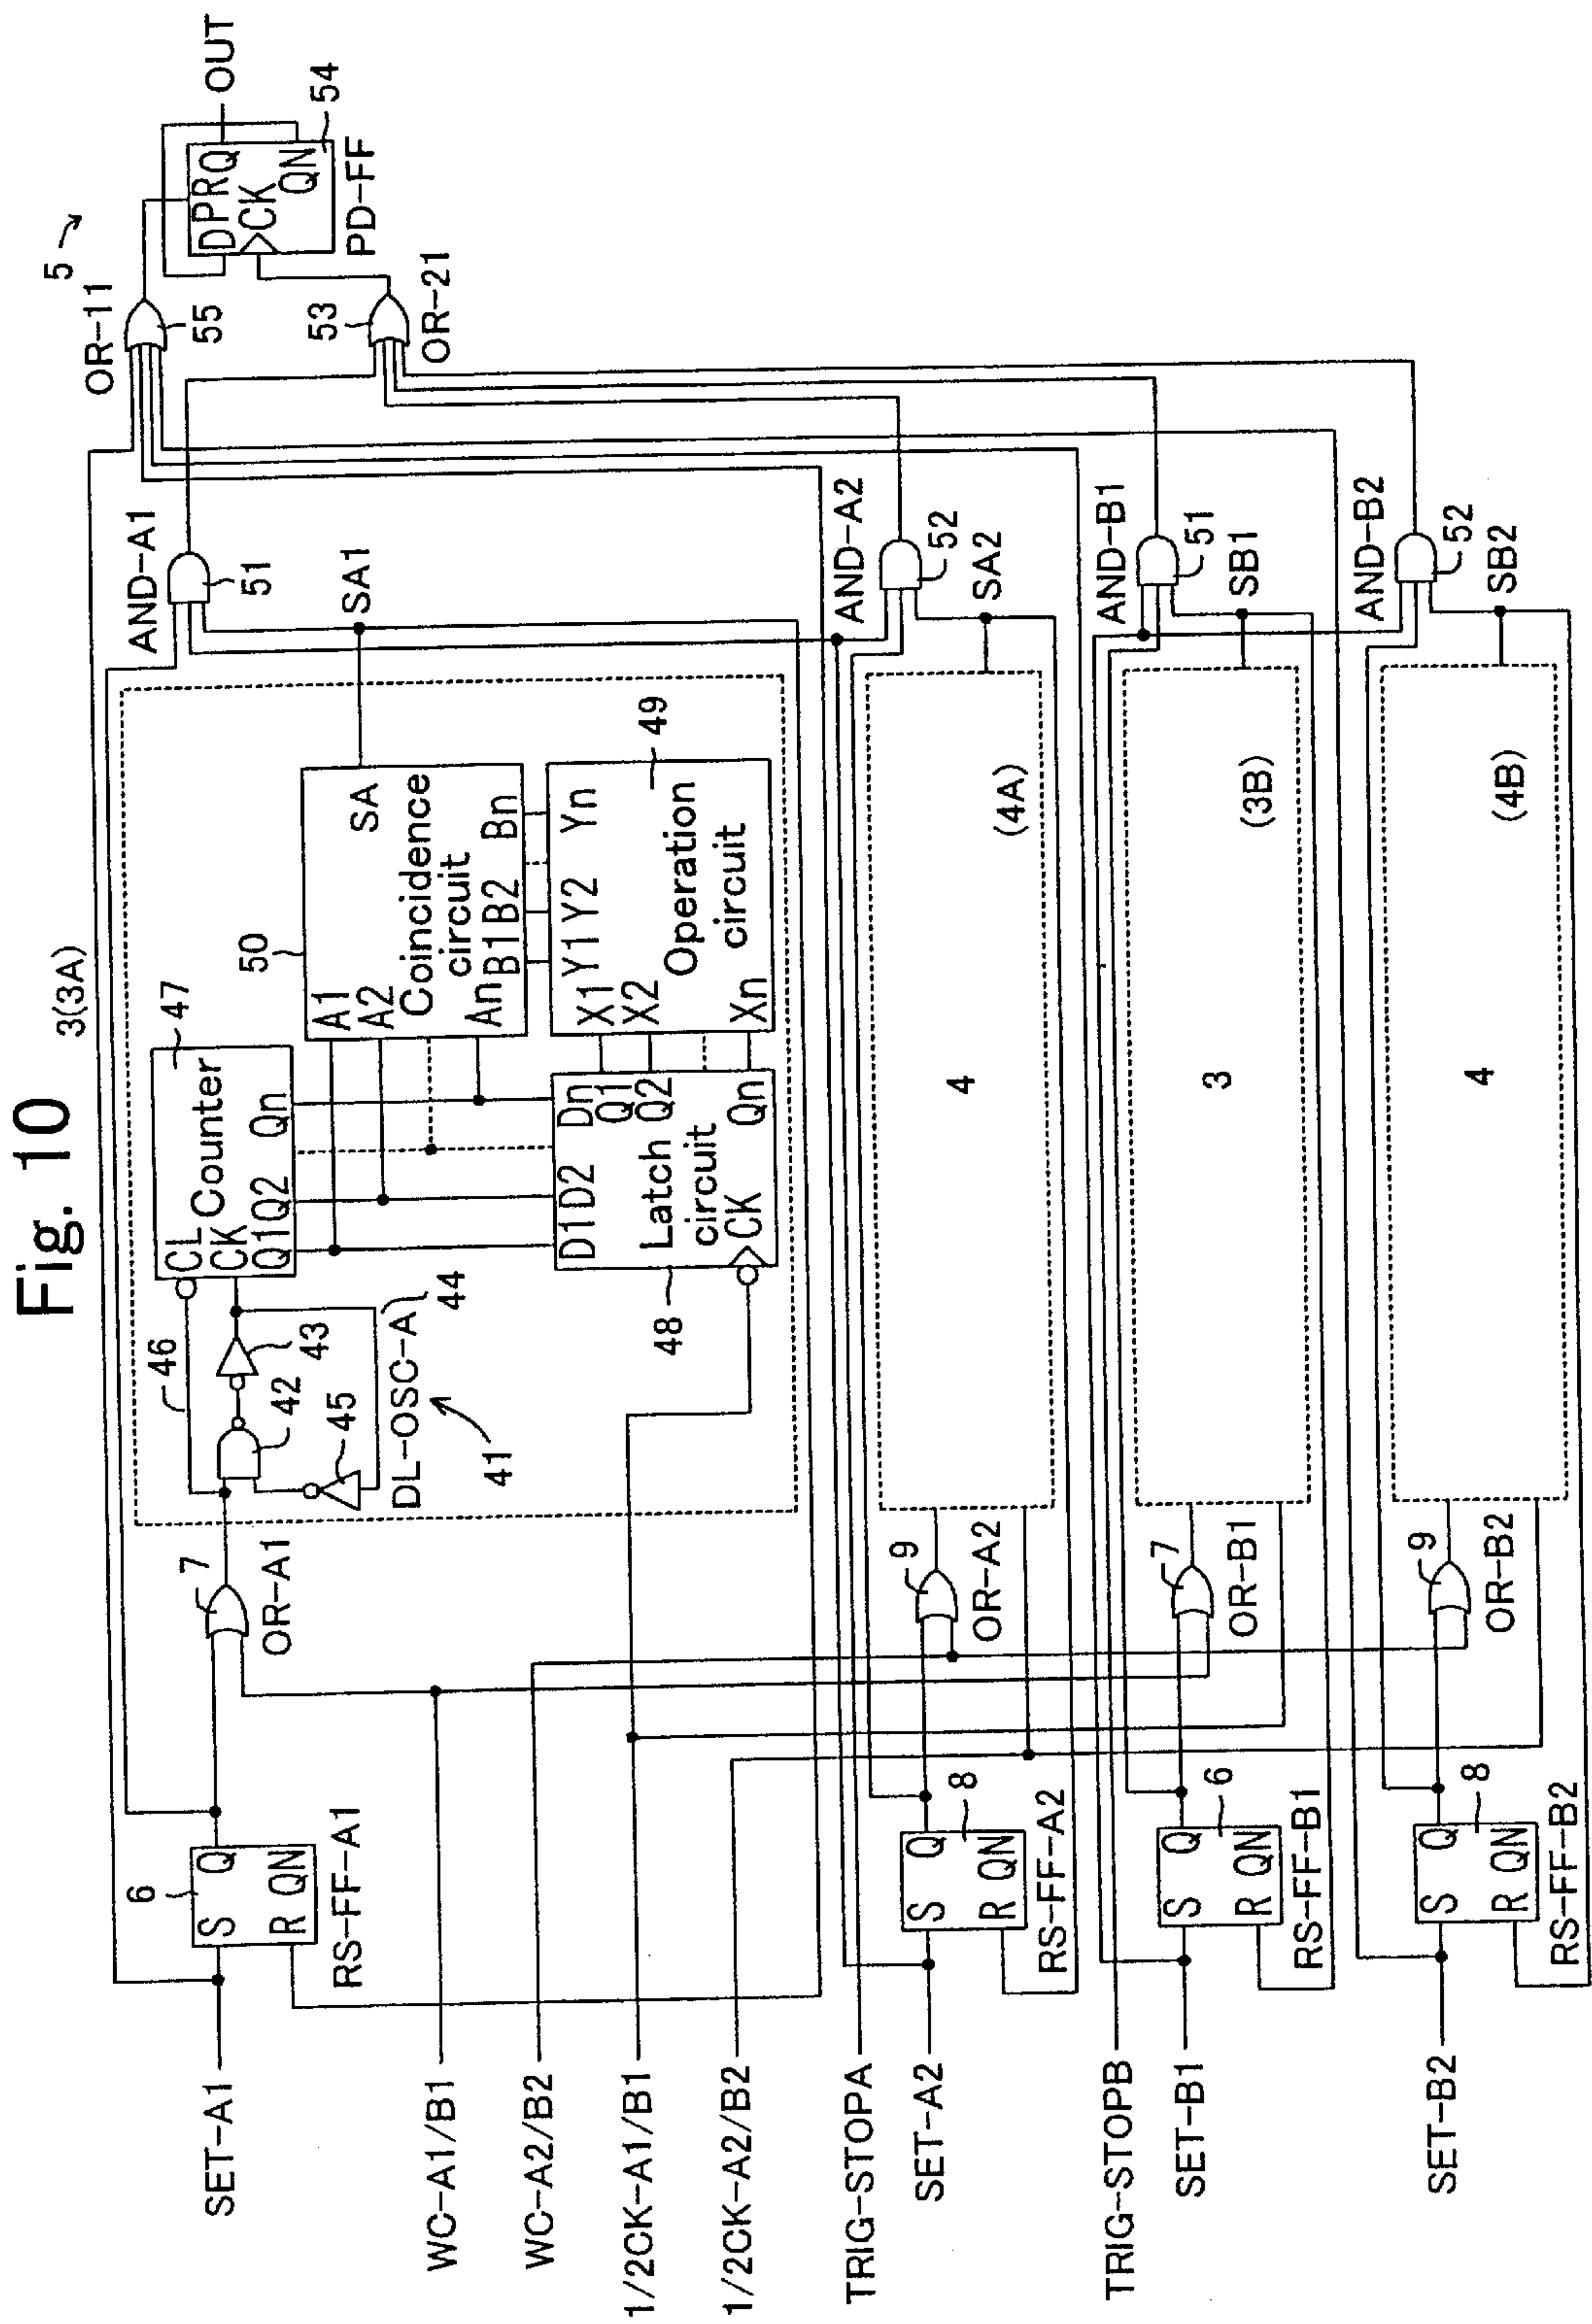 Fig. 10
3(3A)
5
OR-11
55
OUT
D PR Q
CK
QN
54
PD-FF
53
OR-21
AND-A1
51
SA1
47
CL
CK
Counter
Q1 Q2 Qn
46
43
42
45
DL-OSC-A
44
41
50
SA
A1
A2
An
Coincidence
circuit
B1 B2 Bn
49
Y1 Y2 Yn
X1
X2
Xn
Operation
circuit
D1 D2 Dn
Q1
Q2
Qn
Latch
circuit
CK
48
7
OR-A1
6
S Q
R QN
RS-FF-A1
SET-A1
WC-A1/B1
WC-A2/B2
1/2CK-A1/B1
1/2CK-A2/B2
TRIG-STOPA
SET-A2
S Q
R QN
8
RS-FF-A2
9
OR-A2
4
(4A)
AND-A2
52
SA2
TRIG-STOPB
SET-B1
S Q
R QN
6
RS-FF-B1
7
OR-B1
3
(3B)
AND-B1
51
SB1
SET-B2
S Q
R QN
8
RS-FF-B2
9
OR-B2
4
(4B)
AND-B2
52
SB2